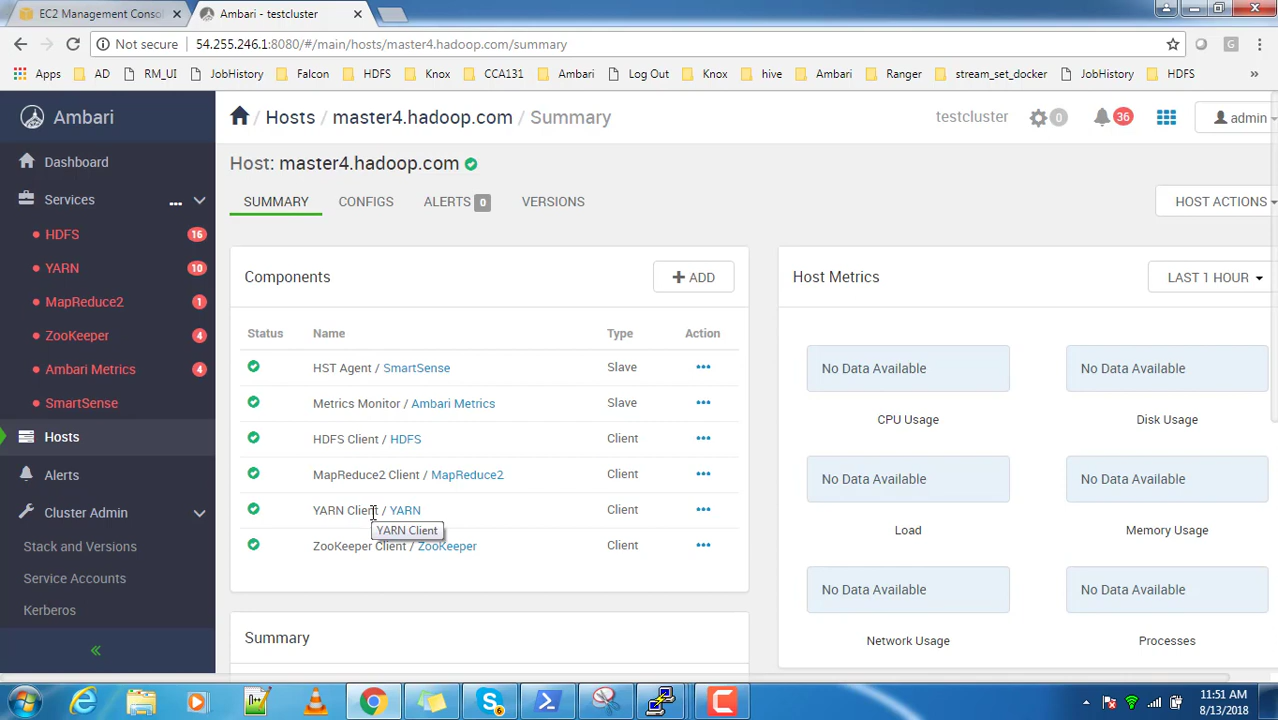 EC2 Management Consol
Ambari - testcluster
Not secure 54.255.246.1:8080/#/main/hosts/master4.hadoop.com/summary
Apps AD RM_UI JobHistory Falcon HDFS Knox CCA131 Ambari Log Out Knox hive Ambari Ranger stream_set_docker JobHistory HDFS »
Ambari
/ Hosts / master4.hadoop.com / Summary
testcluster 0 36 admin
Dashboard
Services ...
HDFS 16
YARN 10
MapReduce2 1
ZooKeeper 4
Ambari Metrics 4
SmartSense
Hosts
Alerts
Cluster Admin
Stack and Versions
Service Accounts
Kerberos
«
Host: master4.hadoop.com
SUMMARY CONFIGS ALERTS 0 VERSIONS
HOST ACTIONS
Components
+ ADD
Status Name Type Action
HST Agent / SmartSense Slave •••
Metrics Monitor / Ambari Metrics Slave •••
HDFS Client / HDFS Client •••
MapReduce2 Client / MapReduce2 Client •••
YARN Client / YARN Client •••
YARN Client
ZooKeeper Client / ZooKeeper Client •••
Summary
Host Metrics
LAST 1 HOUR
No Data Available
CPU Usage
No Data Available
Disk Usage
No Data Available
Load
No Data Available
Memory Usage
No Data Available
Network Usage
No Data Available
Processes
11:51 AM
8/13/2018